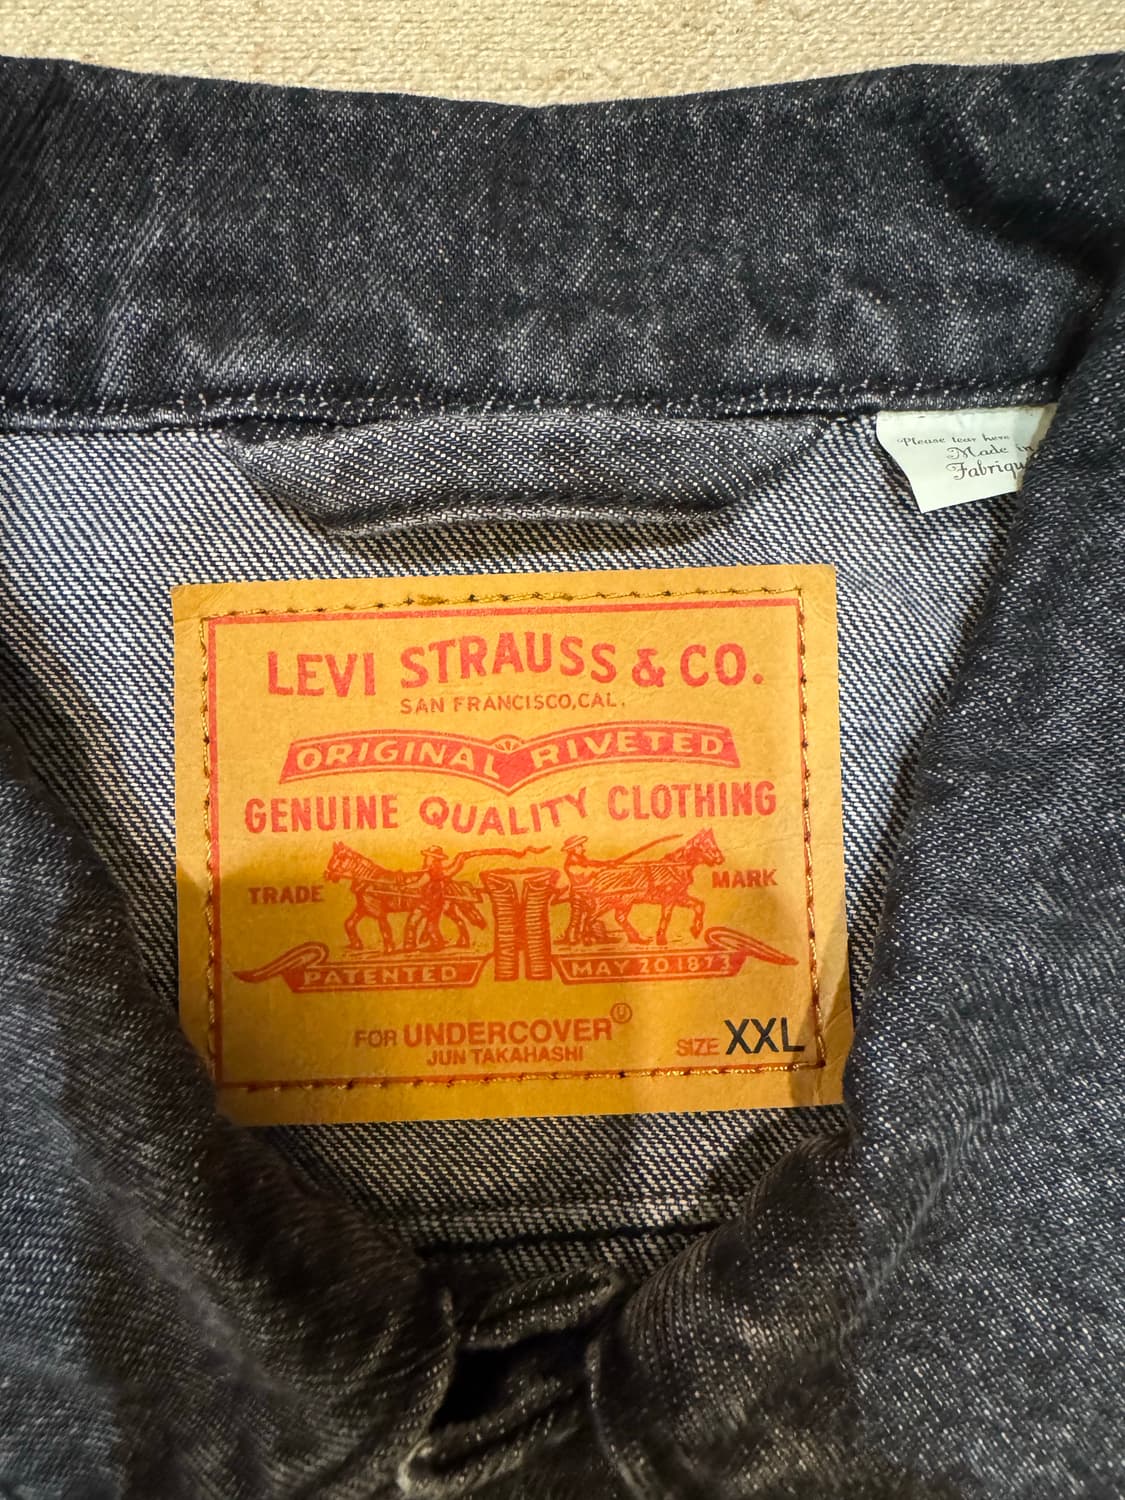 Please tear here
Made in
Fabriqu
LEVI STRAUSS & CO.
SAN FRANCISCO, CAL.
ORIGINAL RIVETED
GENUINE QUALITY CLOTHING
TRADE MARK
PATENTED MAY 20 1873
FOR UNDERCOVER Ⓤ
JUN TAKAHASHI
SIZE XXL